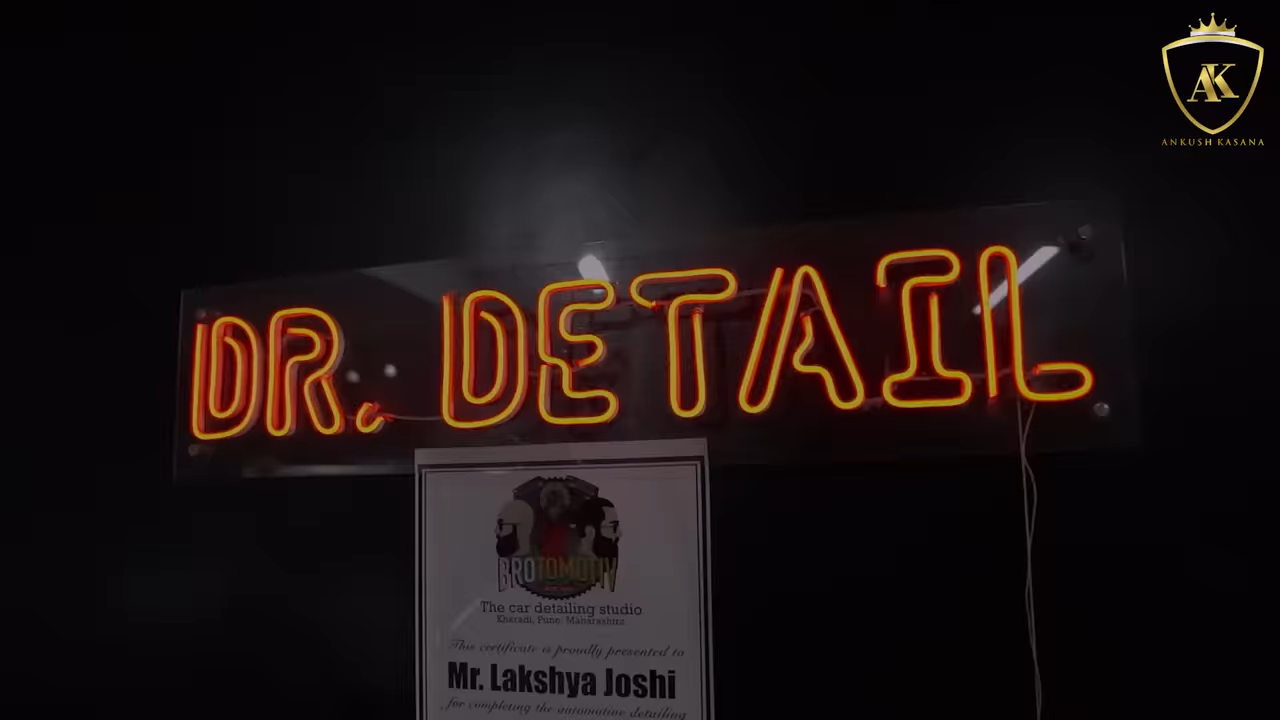 AK
ANKUSH KASANA
DR. DETAIL
BROTOMOTIV
The car detailing studio
Kharadi, Pune, Maharashtra
This certificate is proudly presented to
Mr. Lakshya Joshi
for completing the automotive detailing